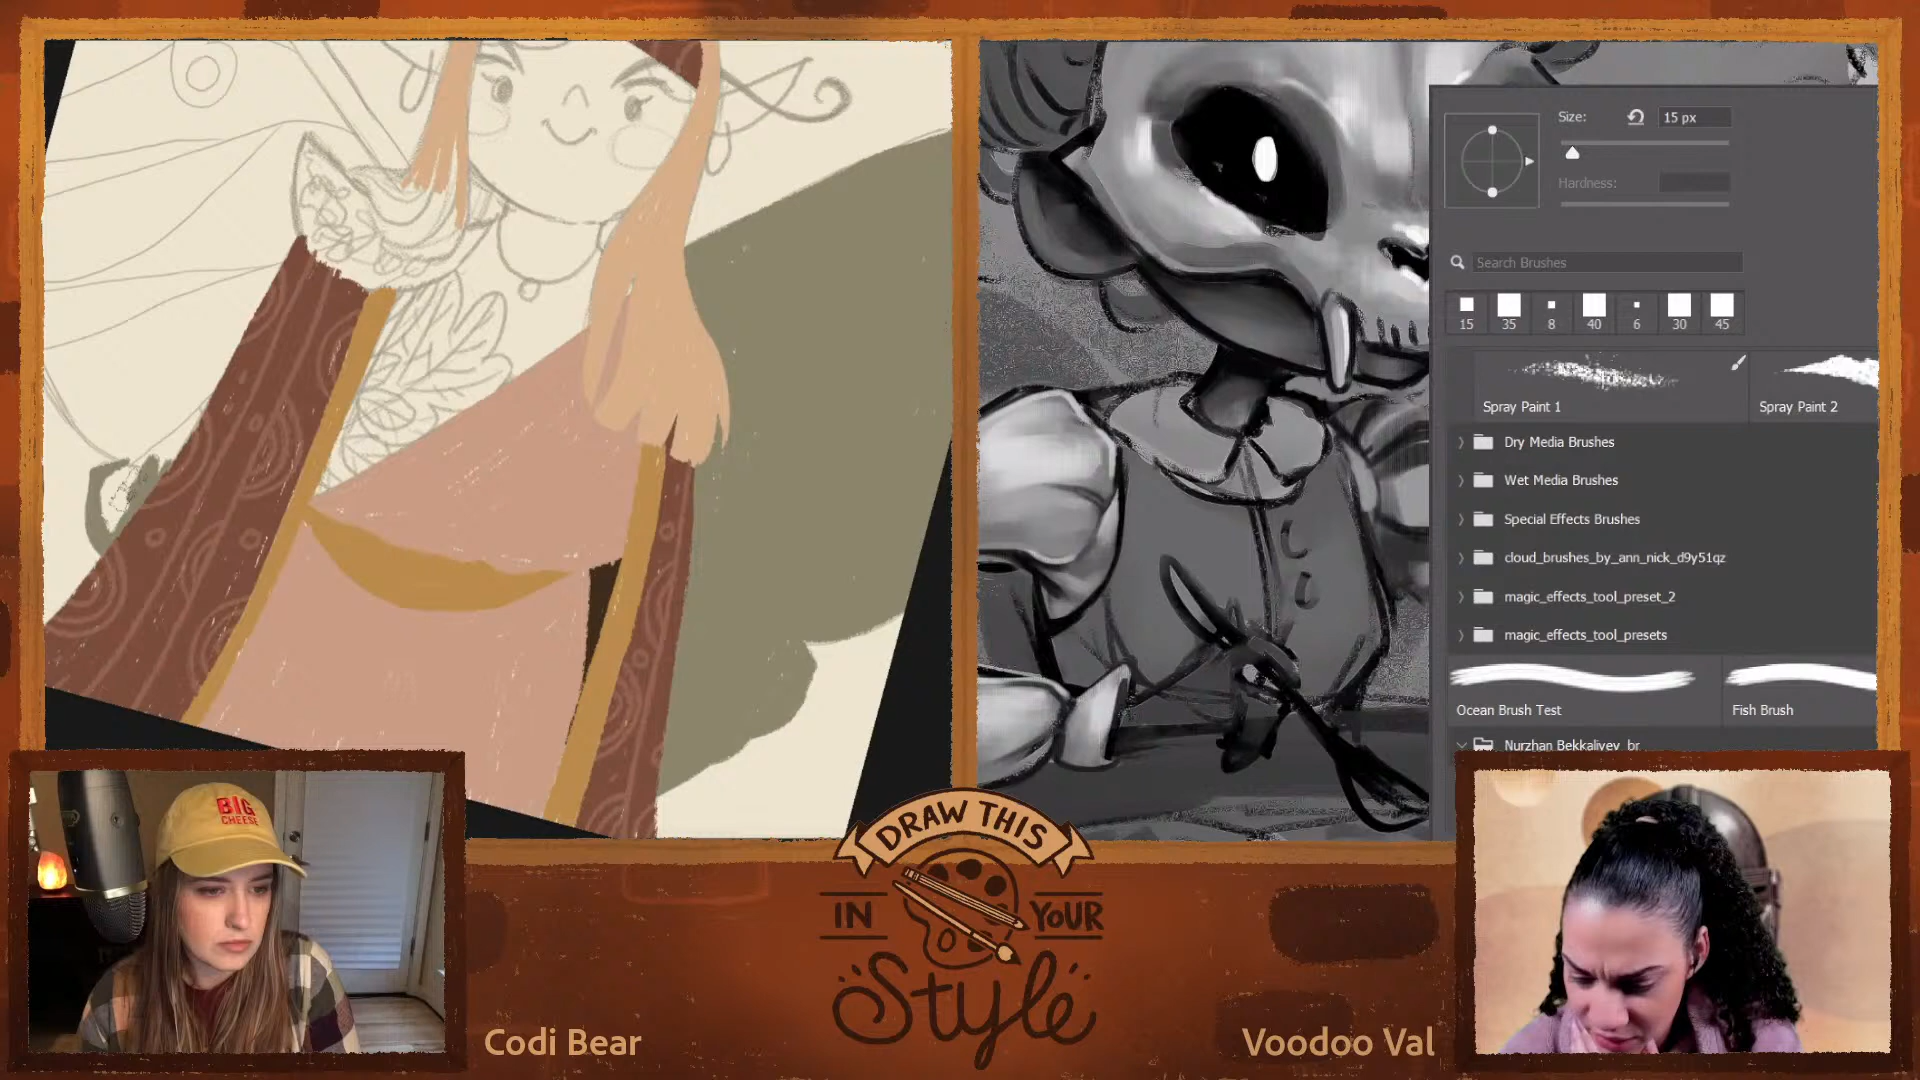 Size:
15 px
Hardness:
Search Brushes
15 35 8 40 6 30 45
Spray Paint 1
Spray Paint 2
Dry Media Brushes
Wet Media Brushes
Special Effects Brushes
cloud_brushes_by_ann_nick_d9y51qz
magic_effects_tool_preset_2
magic_effects_tool_presets
Ocean Brush Test
Fish Brush
Nurzhan Bekkaliyev_br
BIG
CHEESE
DRAW THIS
IN YOUR
Style
Codi Bear
Voodoo Val